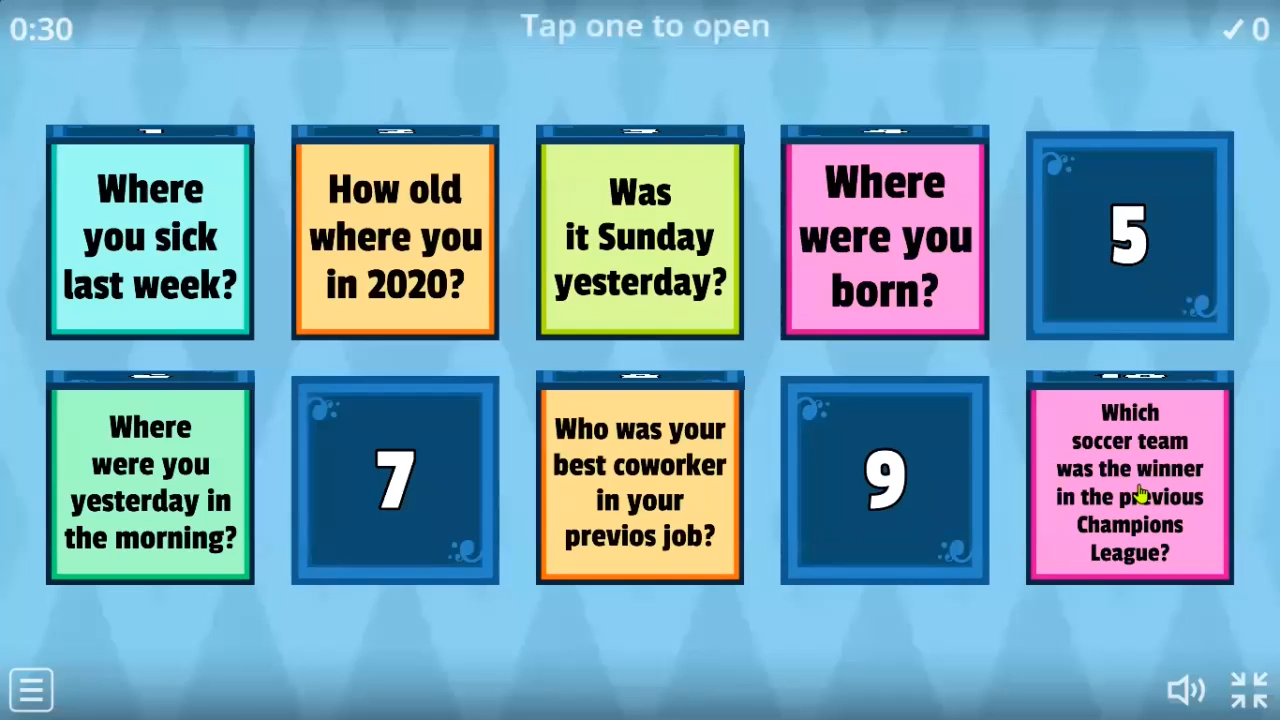 0:30
Tap one to open
✓ 0
Where
you sick
last week?
How old
where you
in 2020?
Was
it Sunday
yesterday?
Where
were you
born?
5
Where
were you
yesterday in
the morning?
7
Who was your
best coworker
in your
previos job?
9
Which
soccer team
was the winner
in the previous
Champions
League?